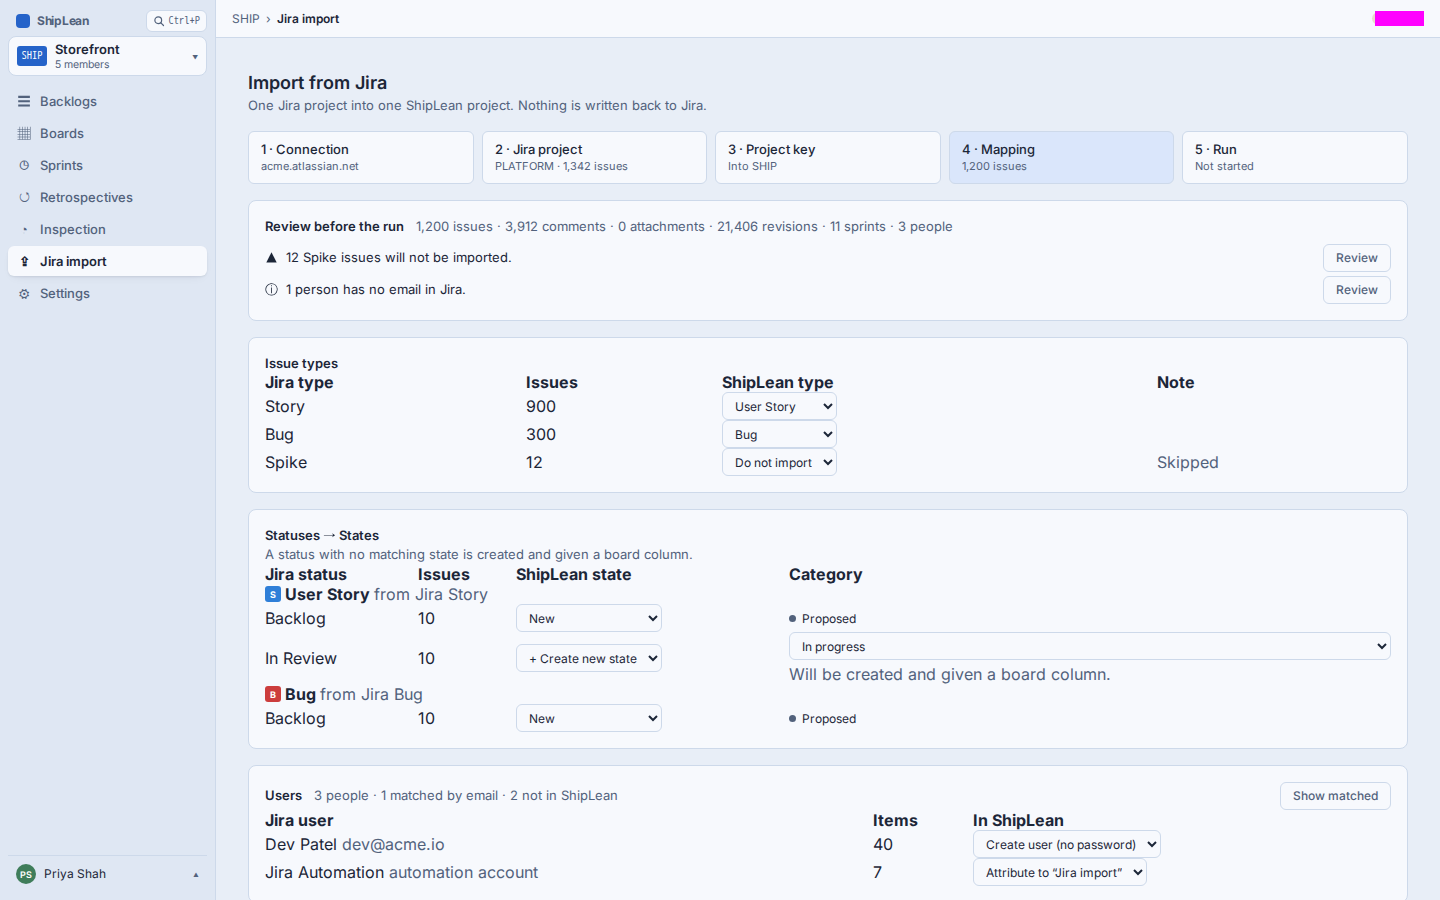 ShipLean
Ctrl+P
SHIP
Storefront
5 members
Backlogs
Boards
Sprints
Retrospectives
Inspection
Jira import
Settings
PS Priya Shah
SHIP › Jira import
Import from Jira
One Jira project into one ShipLean project. Nothing is written back to Jira.
1 · Connection
acme.atlassian.net
2 · Jira project
PLATFORM · 1,342 issues
3 · Project key
Into SHIP
4 · Mapping
1,200 issues
5 · Run
Not started
Review before the run 1,200 issues · 3,912 comments · 0 attachments · 21,406 revisions · 11 sprints · 3 people
12 Spike issues will not be imported. Review
1 person has no email in Jira. Review
Issue types
Jira type Issues ShipLean type Note
Story 900 User Story
Bug 300 Bug
Spike 12 Do not import Skipped
Statuses → States
A status with no matching state is created and given a board column.
Jira status Issues ShipLean state Category
S User Story from Jira Story
Backlog 10 New Proposed
In Review 10 + Create new state In progress
Will be created and given a board column.
B Bug from Jira Bug
Backlog 10 New Proposed
Users 3 people · 1 matched by email · 2 not in ShipLean Show matched
Jira user Items In ShipLean
Dev Patel dev@acme.io 40 Create user (no password)
Jira Automation automation account 7 Attribute to “Jira import”